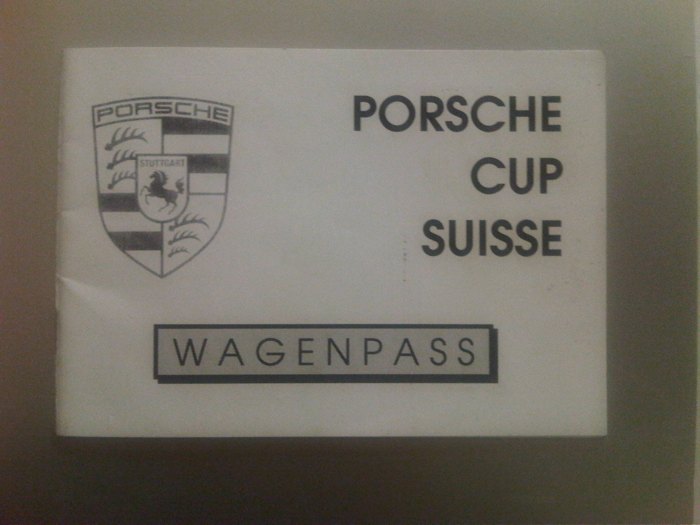 PORSCHE
STUTTGART
PORSCHE
CUP
SUISSE
WAGENPASS